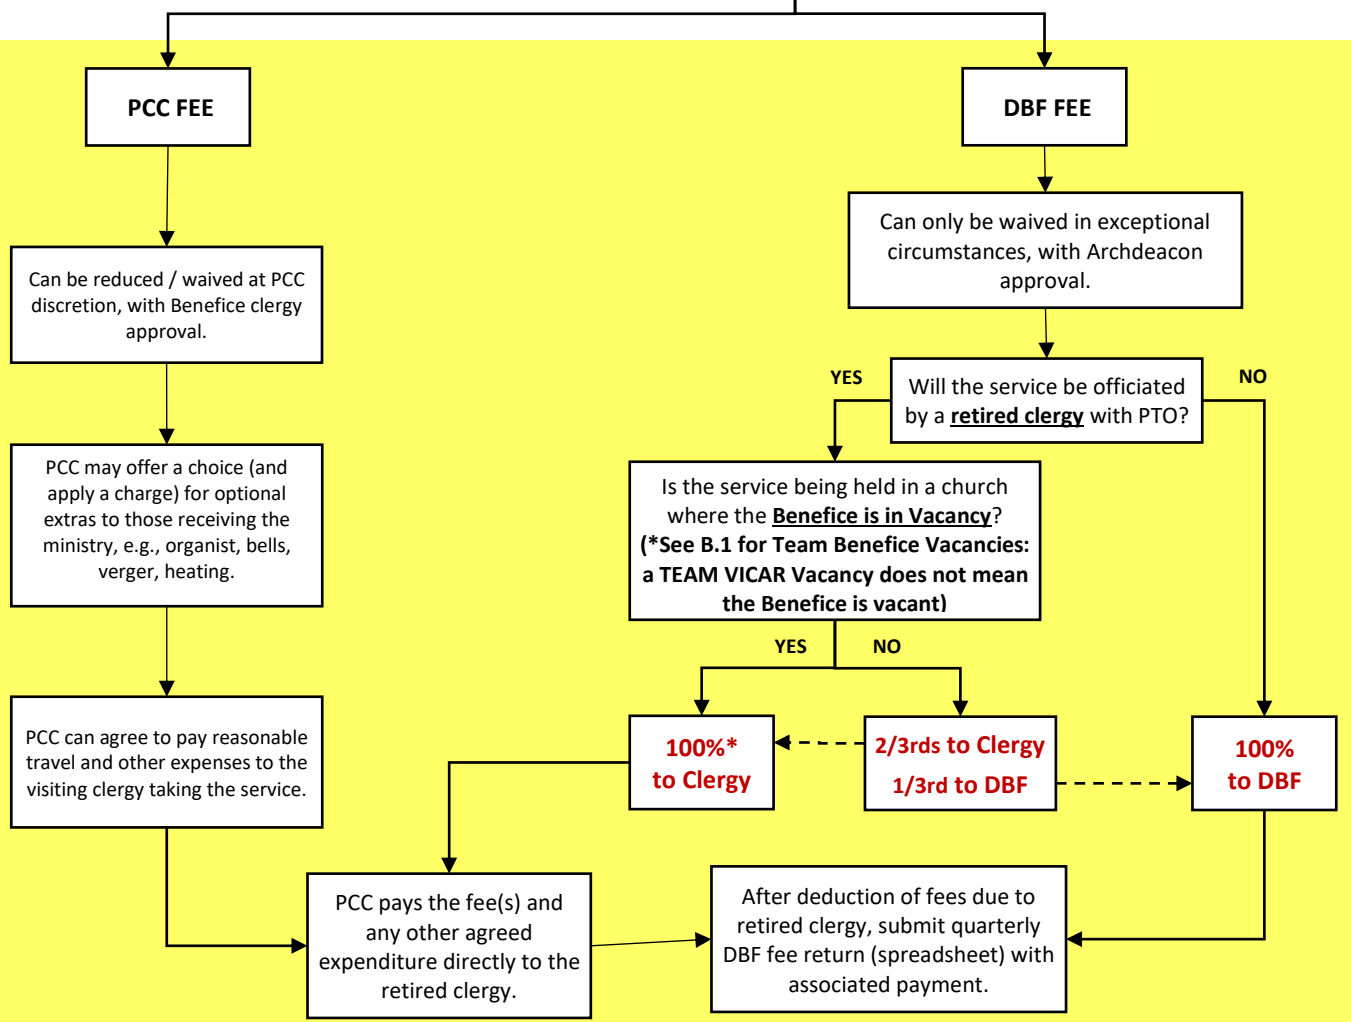 PCC FEE
DBF FEE
Can be reduced / waived at PCC
discretion, with Benefice clergy
approval.
PCC may offer a choice (and
apply a charge) for optional
extras to those receiving the
ministry, e.g., organist, bells,
verger, heating.
PCC can agree to pay reasonable
travel and other expenses to the
visiting clergy taking the service.
Can only be waived in exceptional
circumstances, with Archdeacon
approval.
Will the service be officiated
by a retired clergy with PTO?
YES
NO
Is the service being held in a church
where the Benefice is in Vacancy?
(*See B.1 for Team Benefice Vacancies:
a TEAM VICAR Vacancy does not mean
the Benefice is vacant)
YES
NO
100%*
to Clergy
2/3rds to Clergy
1/3rd to DBF
100%
to DBF
PCC pays the fee(s) and
any other agreed
expenditure directly to the
retired clergy.
After deduction of fees due to
retired clergy, submit quarterly
DBF fee return (spreadsheet) with
associated payment.